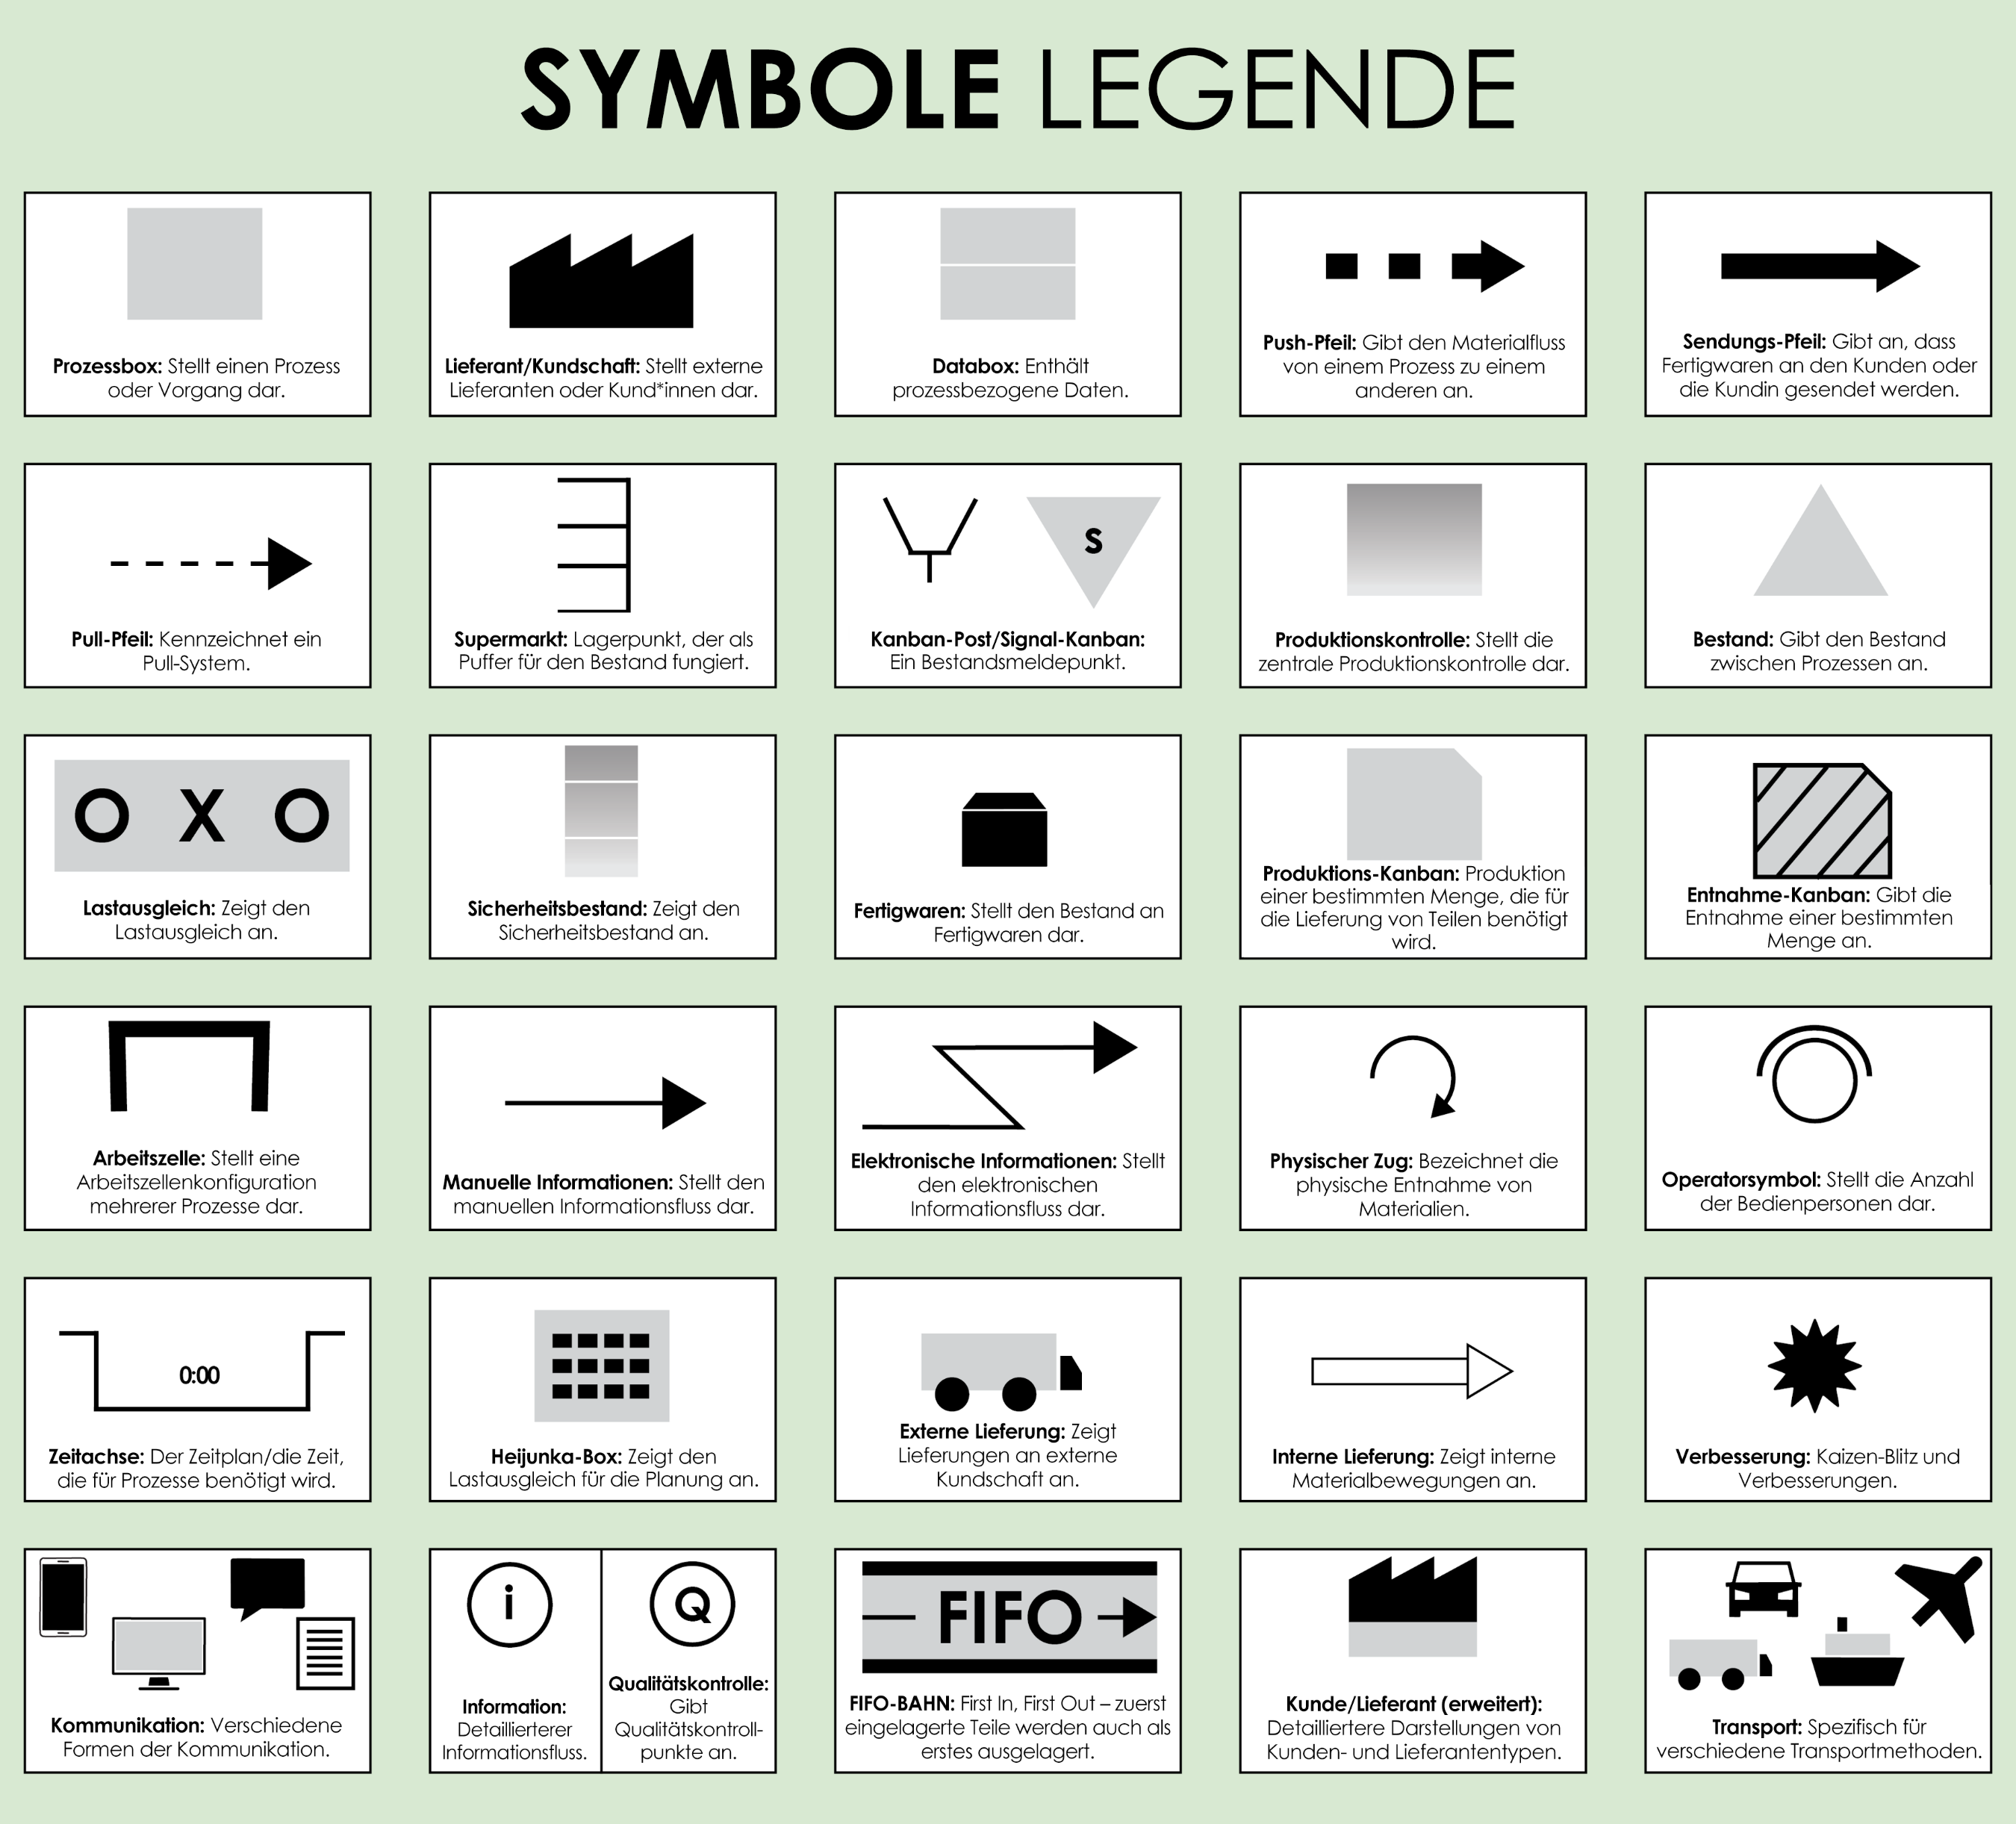 SYMBOLE LEGENDE
Prozessbox: Stellt einen Prozess
oder Vorgang dar.
Lieferant/Kundschaft: Stellt externe
Lieferanten oder Kund*innen dar.
Databox: Enthält
prozessbezogene Daten.
Push-Pfeil: Gibt den Materialfluss
von einem Prozess zu einem
anderen an.
Sendungs-Pfeil: Gibt an, dass
Fertigwaren an den Kunden oder
die Kundin gesendet werden.
Pull-Pfeil: Kennzeichnet ein
Pull-System.
Supermarkt: Lagerpunkt, der als
Puffer für den Bestand fungiert.
S
Kanban-Post/Signal-Kanban:
Ein Bestandsmeldepunkt.
Produktionskontrolle: Stellt die
zentrale Produktionskontrolle dar.
Bestand: Gibt den Bestand
zwischen Prozessen an.
O X O
Lastausgleich: Zeigt den
Lastausgleich an.
Sicherheitsbestand: Zeigt den
Sicherheitsbestand an.
Fertigwaren: Stellt den Bestand an
Fertigwaren dar.
Produktions-Kanban: Produktion
einer bestimmten Menge, die für
die Lieferung von Teilen benötigt
wird.
Entnahme-Kanban: Gibt die
Entnahme einer bestimmten
Menge an.
Arbeitszelle: Stellt eine
Arbeitszellenkonfiguration
mehrerer Prozesse dar.
Manuelle Informationen: Stellt den
manuellen Informationsfluss dar.
Elektronische Informationen: Stellt
den elektronischen
Informationsfluss dar.
Physischer Zug: Bezeichnet die
physische Entnahme von
Materialien.
Operatorsymbol: Stellt die Anzahl
der Bedienpersonen dar.
0:00
Zeitachse: Der Zeitplan/die Zeit,
die für Prozesse benötigt wird.
Heijunka-Box: Zeigt den
Lastausgleich für die Planung an.
Externe Lieferung: Zeigt
Lieferungen an externe
Kundschaft an.
Interne Lieferung: Zeigt interne
Materialbewegungen an.
Verbesserung: Kaizen-Blitz und
Verbesserungen.
Kommunikation: Verschiedene
Formen der Kommunikation.
i
Information:
Detaillierterer
Informationsfluss.
Q
Qualitätskontrolle:
Gibt
Qualitätskontroll-
punkte an.
FIFO
FIFO-BAHN: First In, First Out – zuerst
eingelagerte Teile werden auch als
erstes ausgelagert.
Kunde/Lieferant (erweitert):
Detailliertere Darstellungen von
Kunden- und Lieferantentypen.
Transport: Spezifisch für
verschiedene Transportmethoden.